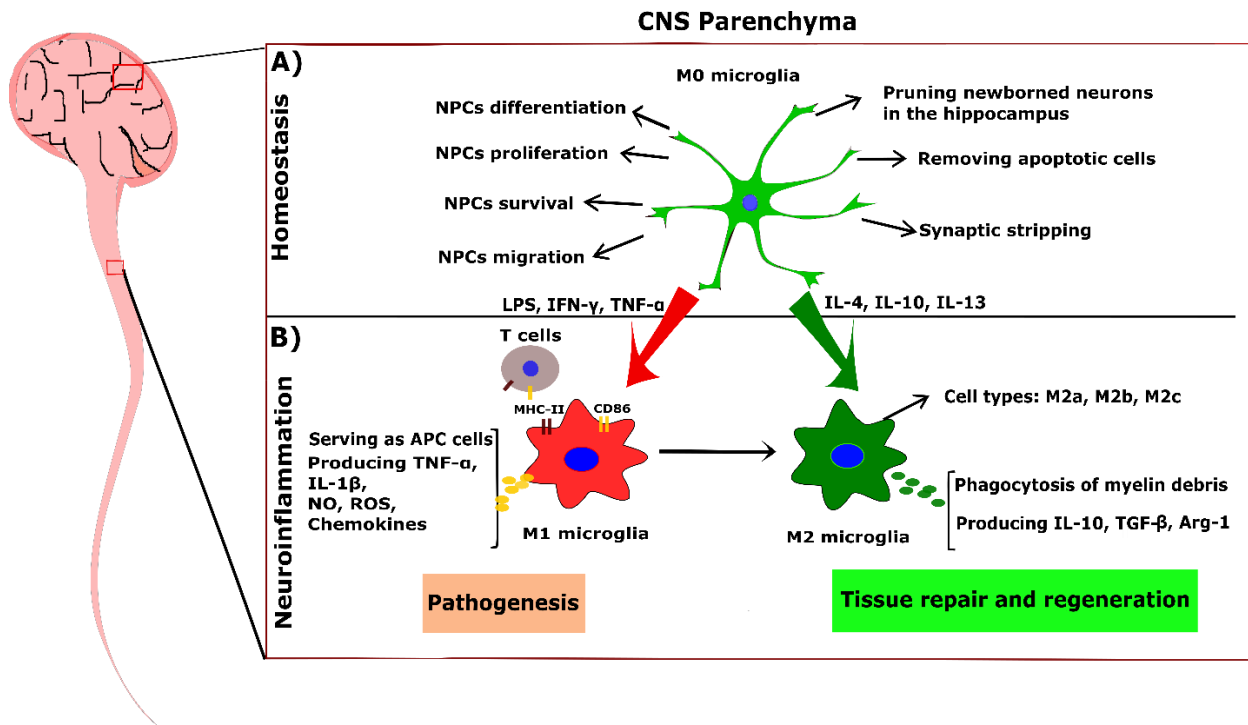 CNS Parenchyma
A)
Homeostasis
M0 microglia
NPCs differentiation
NPCs proliferation
NPCs survival
NPCs migration
Pruning newborned neurons
in the hippocampus
Removing apoptotic cells
Synaptic stripping
LPS, IFN-γ, TNF-α
IL-4, IL-10, IL-13
B)
Neuroinflammation
T cells
MHC-II
CD86
Serving as APC cells
Producing TNF-α,
IL-1β,
NO, ROS,
Chemokines
M1 microglia
Cell types: M2a, M2b, M2c
Phagocytosis of myelin debris
Producing IL-10, TGF-β, Arg-1
M2 microglia
Pathogenesis
Tissue repair and regeneration